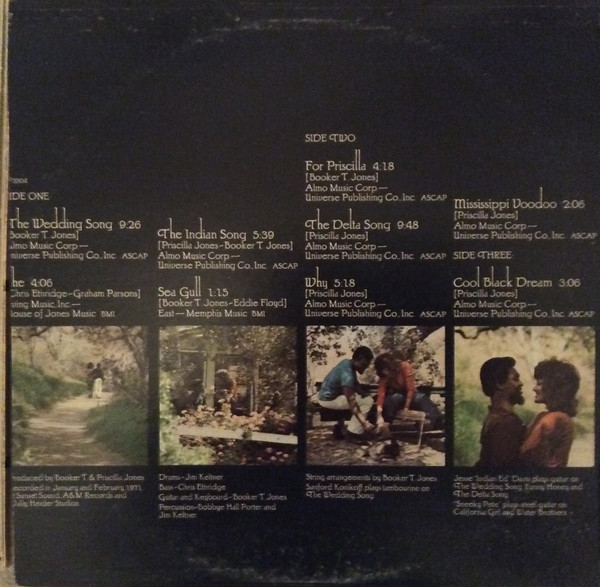 IDE ONE
The Wedding Song 9:26
Booker T. Jones]
Almo Music Corp—
Universe Publishing Co., Inc. ASCAP
he 4:06
Chris Ethridge-Graham Parsons]
ving Music, Inc.—
House of Jones Music BMI
The Indian Song 5:39
[Priscilla Jones-Booker T. Jones]
Almo Music Corp—
Universe Publishing Co., Inc. ASCAP
Sea Gull 1:15
[Booker T. Jones-Eddie Floyd]
East—Memphis Music BMI
SIDE TWO
For Priscilla 4:18
[Booker T. Jones]
Almo Music Corp—
Universe Publishing Co., Inc. ASCAP
The Delta Song 9:48
[Priscilla Jones]
Almo Music Corp—
Universe Publishing Co., Inc. ASCAP
Why 5:18
[Priscilla Jones]
Almo Music Corp—
Universe Publishing Co., Inc. ASCAP
Mississippi Voodoo 2:06
[Priscilla Jones]
Almo Music Corp—
Universe Publishing Co., Inc. ASCAP
SIDE THREE
Cool Black Dream 3:06
[Priscilla Jones]
Almo Music Corp—
Universe Publishing Co., Inc. ASCAP
roduced by Booker T. & Priscilla Jones
recorded in January and February, 1971,
Sunset Sound, A&M Records and
Wally Heider Studios
Drums-Jim Keltner
Bass-Chris Ethridge
Guitar and Keyboard-Booker T. Jones
Percussion-Bobbye Hall Porter and
Jim Keltner
String arrangements by Booker T. Jones
Sanford Konikoff plays tambourine on
The Wedding Song
Jesse "Indian Ed" Davis plays guitar on
The Wedding Song, Funny Honey and
The Delta Song
"Sneeky Pete" plays steel guitar on
California Girl and Water Brothers